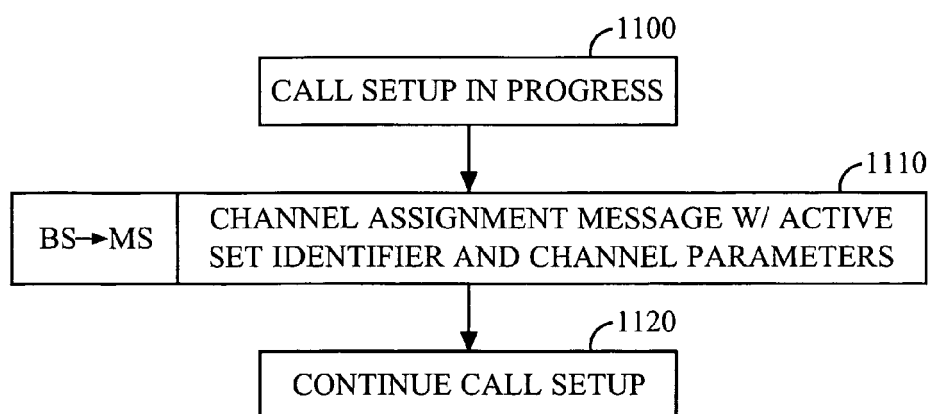 1100
CALL SETUP IN PROGRESS
1110
BS→MS
CHANNEL ASSIGNMENT MESSAGE W/ ACTIVE
SET IDENTIFIER AND CHANNEL PARAMETERS
1120
CONTINUE CALL SETUP